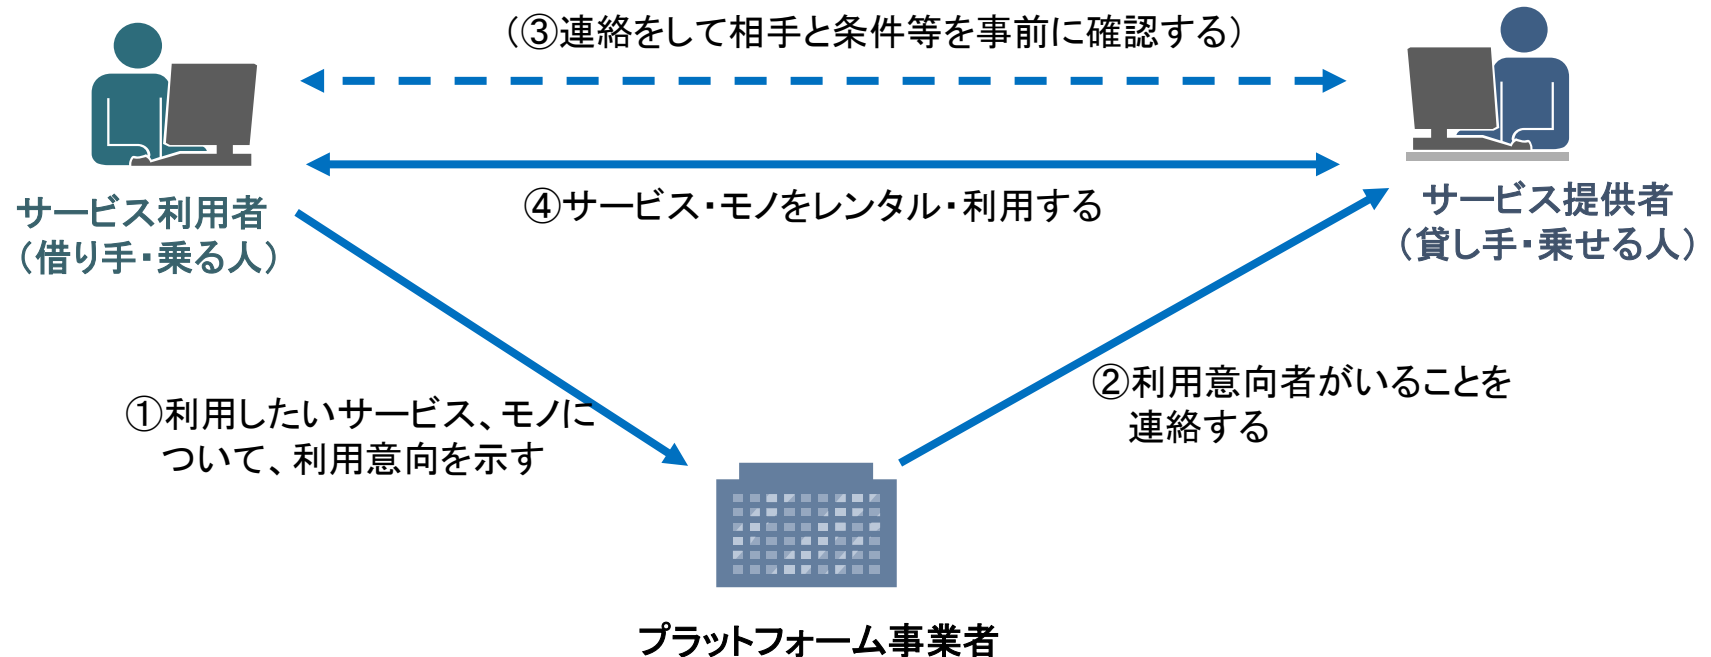 （③連絡をして相手と条件等を事前に確認する）
④サービス・モノをレンタル・利用する
サービス利用者
（借り手・乗る人）
サービス提供者
（貸し手・乗せる人）
①利用したいサービス、モノに
ついて、利用意向を示す
②利用意向者がいることを
連絡する
プラットフォーム事業者